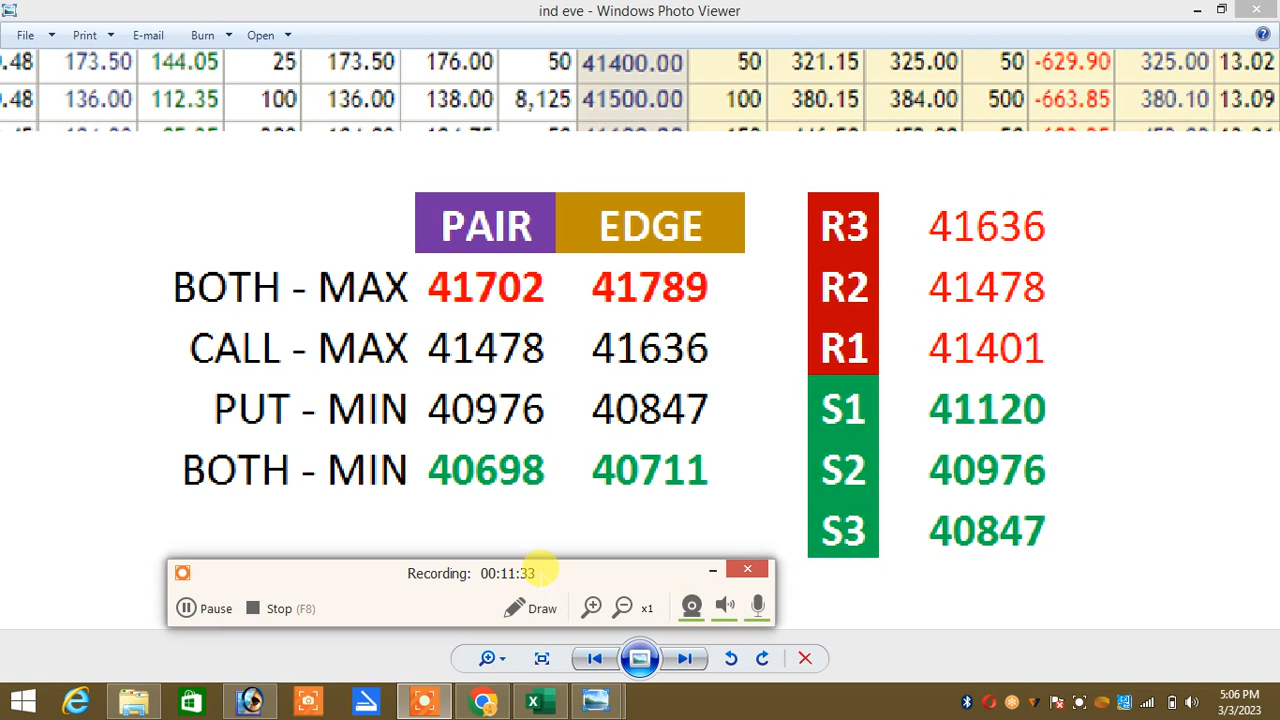 ind eve - Windows Photo Viewer
File Print E-mail Burn Open
.48 173.50 144.05 25 173.50 176.00 50 41400.00 50 321.15 325.00 50 -629.90 325.00 13.02
.48 136.00 112.35 100 136.00 138.00 8,125 41500.00 100 380.15 384.00 500 -663.85 380.10 13.09
PAIR EDGE R3 41636
BOTH - MAX 41702 41789 R2 41478
CALL - MAX 41478 41636 R1 41401
PUT - MIN 40976 40847 S1 41120
BOTH - MIN 40698 40711 S2 40976
S3 40847
Recording: 00:11:33
Pause Stop (F8) Draw x1
5:06 PM
3/3/2023